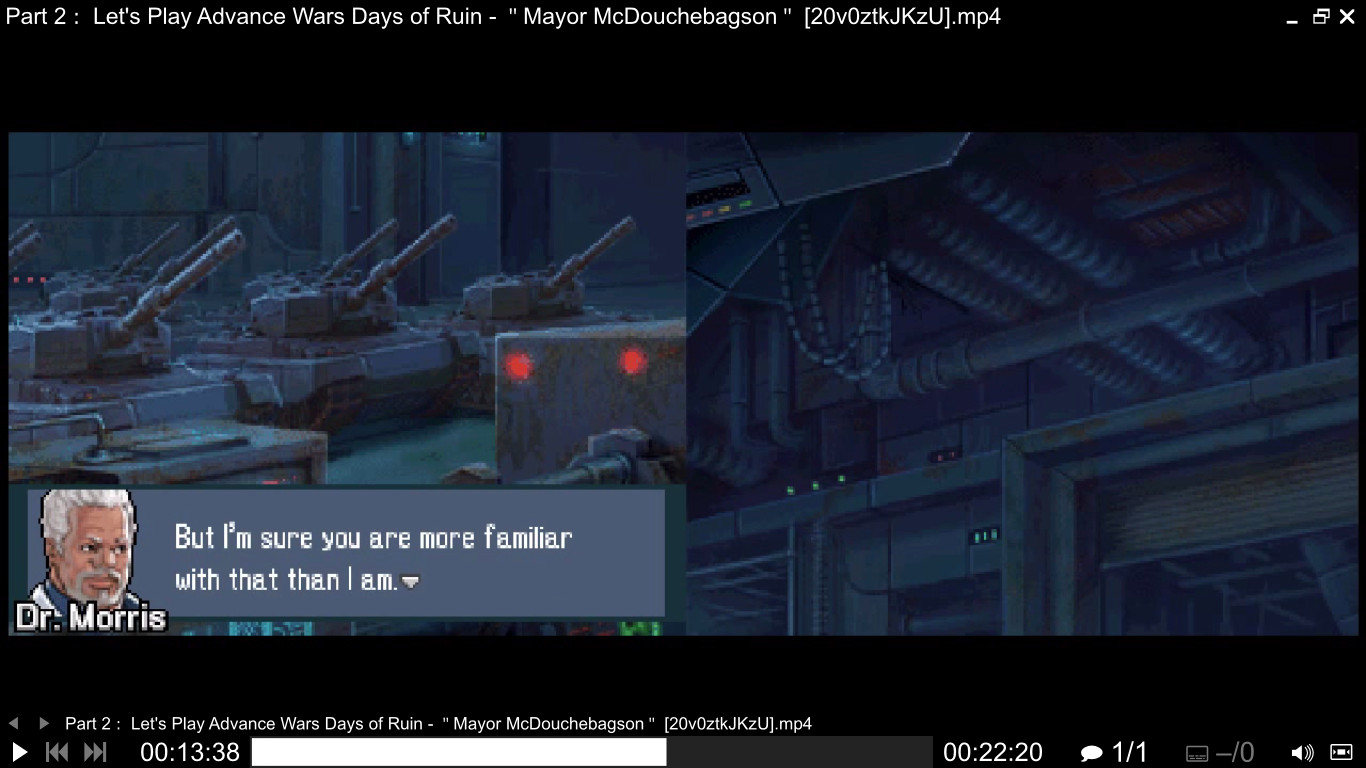 Part 2 :  Let's Play Advance Wars Days of Ruin -  " Mayor McDouchebagson "  [20v0ztkJKzU].mp4
But I'm sure you are more familiar
with that than I am.
Dr. Morris
Part 2 :  Let's Play Advance Wars Days of Ruin -  " Mayor McDouchebagson "  [20v0ztkJKzU].mp4
00:13:38
00:22:20
1/1
–/0